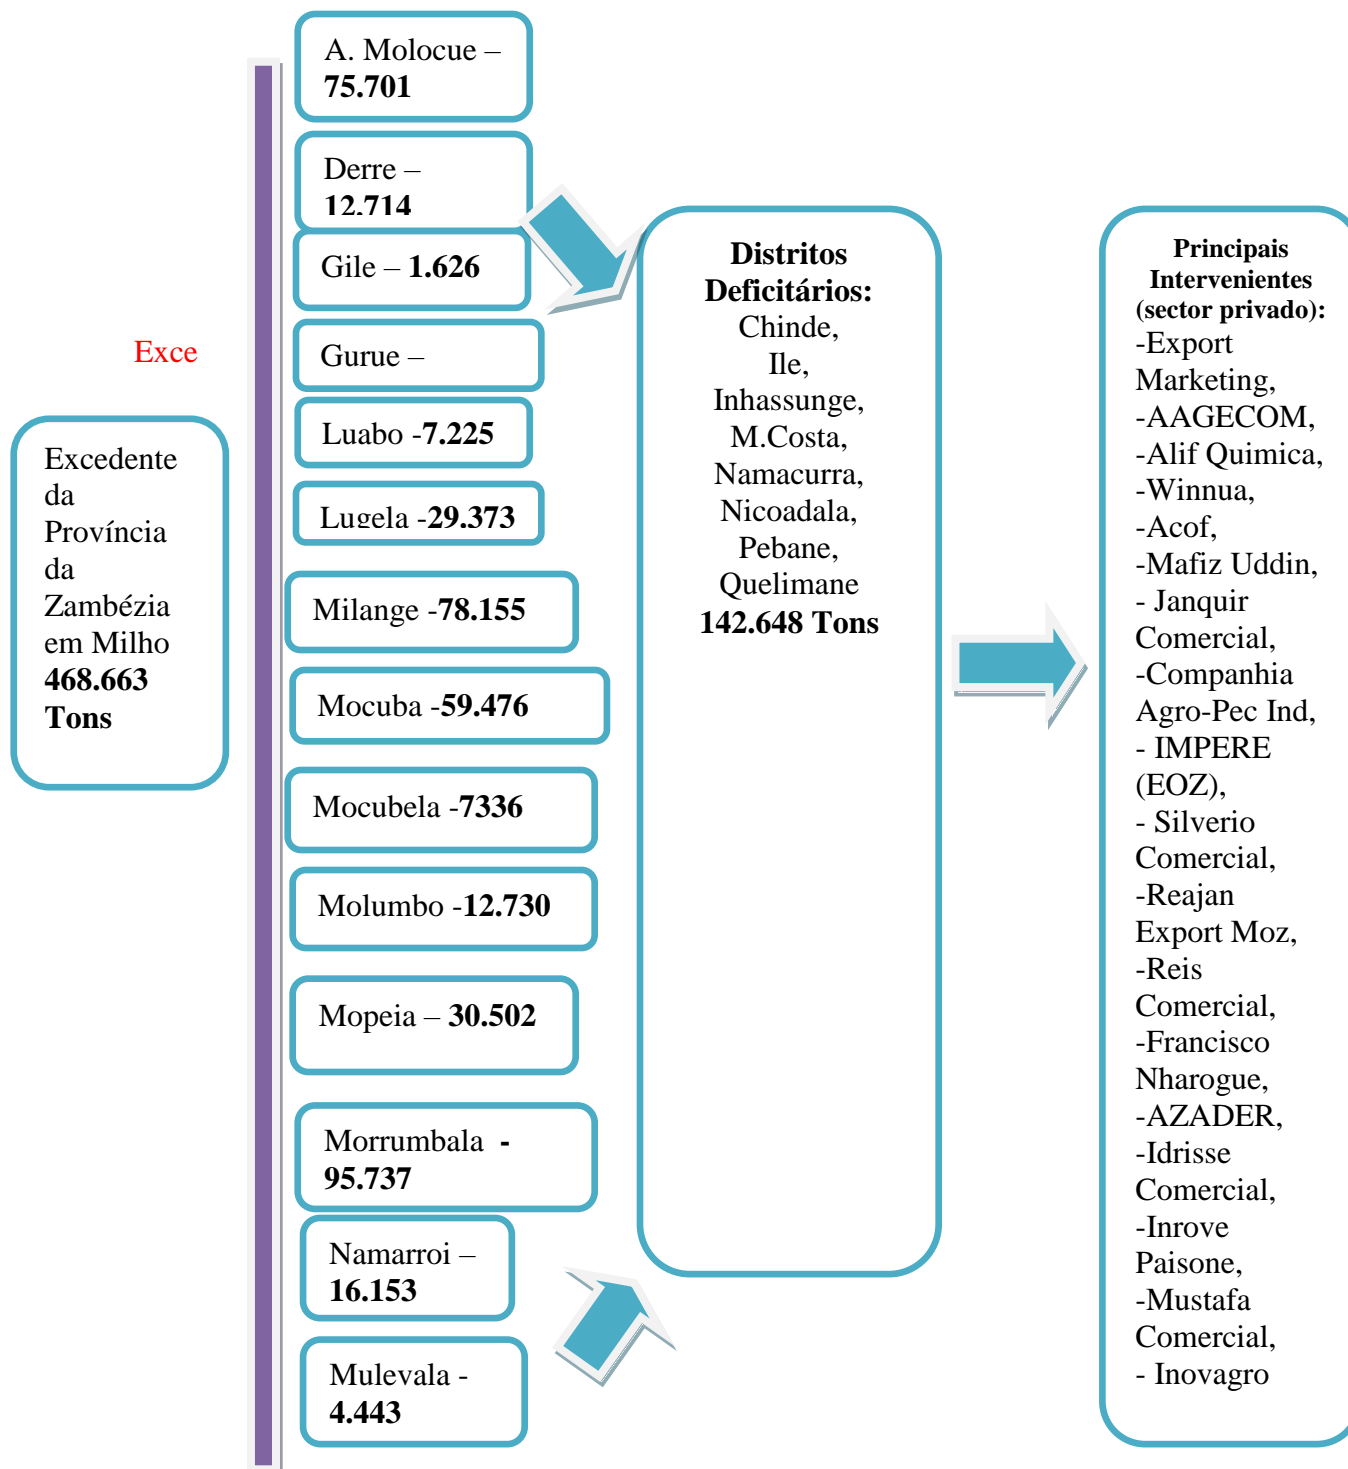 Exce
Excedente
da
Província
da
Zambézia
em Milho
468.663
Tons
A. Molocue –
75.701
Derre –
12.714
Gile – 1.626
Gurue –
Luabo -7.225
Lugela -29.373
Milange -78.155
Mocuba -59.476
Mocubela -7336
Molumbo -12.730
Mopeia – 30.502
Morrumbala -
95.737
Namarroi –
16.153
Mulevala -
4.443
Distritos
Deficitários:
Chinde,
Ile,
Inhassunge,
M.Costa,
Namacurra,
Nicoadala,
Pebane,
Quelimane
142.648 Tons
Principais
Intervenientes
(sector privado):
-Export
Marketing,
-AAGECOM,
-Alif Quimica,
-Winnua,
-Acof,
-Mafiz Uddin,
- Janquir
Comercial,
-Companhia
Agro-Pec Ind,
- IMPERE
(EOZ),
- Silverio
Comercial,
-Reajan
Export Moz,
-Reis
Comercial,
-Francisco
Nharogue,
-AZADER,
-Idrisse
Comercial,
-Inrove
Paisone,
-Mustafa
Comercial,
- Inovagro